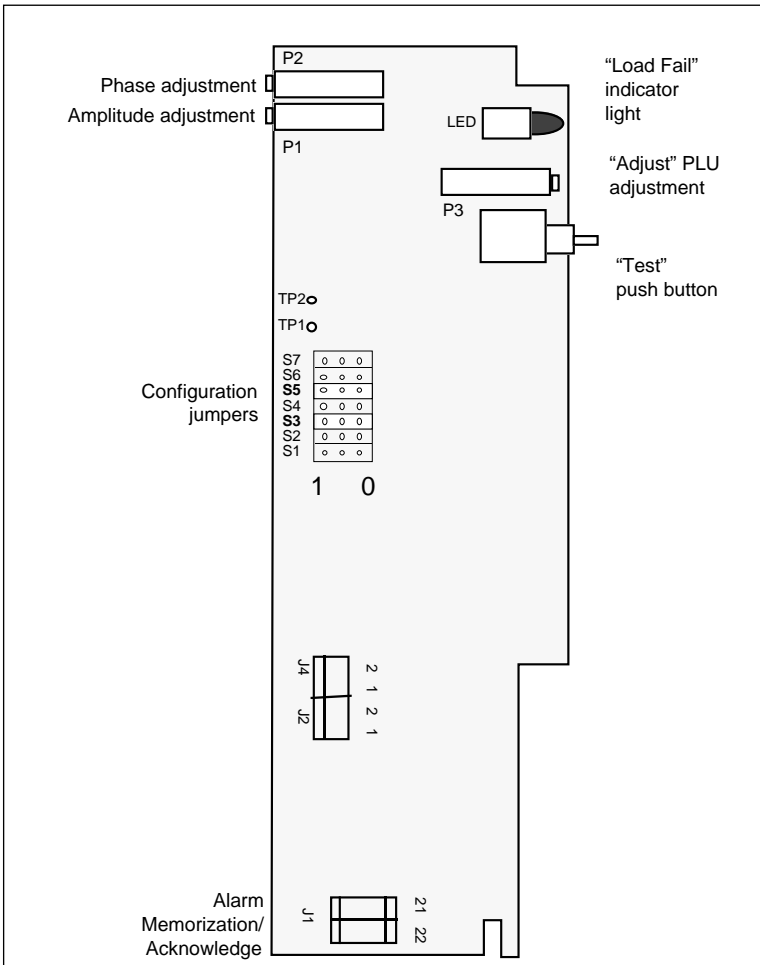 P2
Phase adjustment
Amplitude adjustment
P1
“Load Fail”
indicator
light
LED
“Adjust” PLU
adjustment
P3
“Test”
push button
TP2
TP1
Configuration
jumpers
S7
S6
S5
S4
S3
S2
S1
1 0
J4
2
1
J2
2
1
Alarm
Memorization/
Acknowledge
J1
21
22